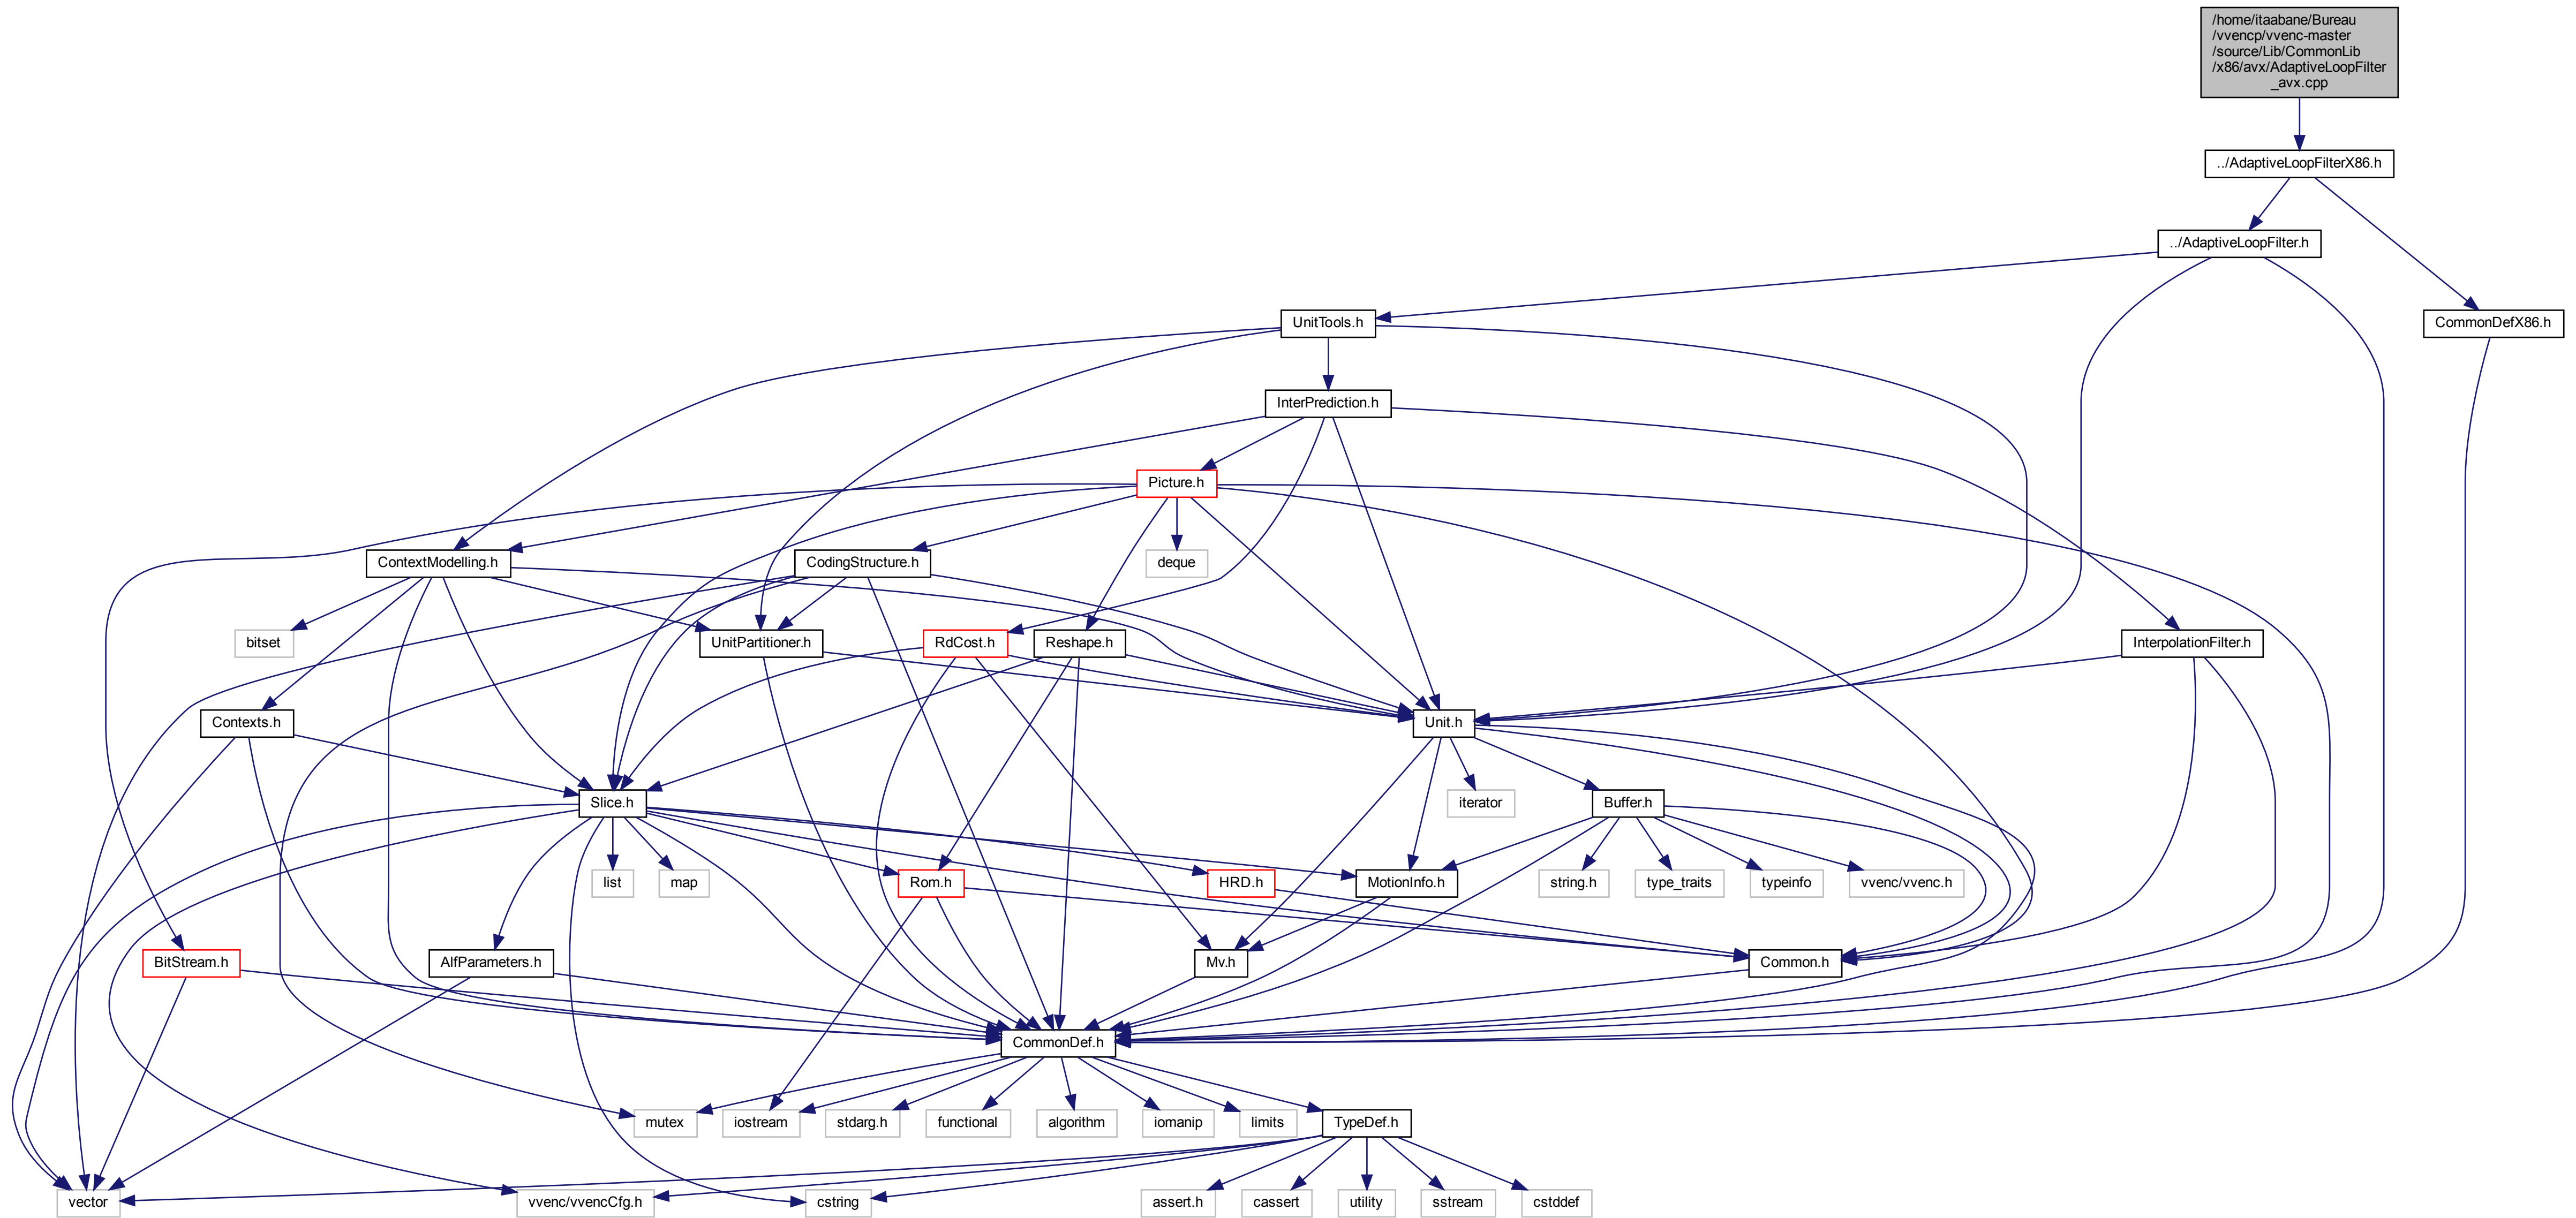 /home/itaabane/Bureau
/vvencp/vvenc-master
/source/Lib/CommonLib
/x86/avx/AdaptiveLoopFilter
_avx.cpp
../AdaptiveLoopFilterX86.h
../AdaptiveLoopFilter.h
UnitTools.h
CommonDefX86.h
InterPrediction.h
Picture.h
ContextModelling.h
CodingStructure.h
deque
bitset
UnitPartitioner.h
RdCost.h
Reshape.h
InterpolationFilter.h
Contexts.h
Unit.h
Slice.h
iterator
Buffer.h
list
map
Rom.h
HRD.h
MotionInfo.h
string.h
type_traits
typeinfo
vvenc/vvenc.h
BitStream.h
AlfParameters.h
Mv.h
Common.h
CommonDef.h
mutex
iostream
stdarg.h
functional
algorithm
iomanip
limits
TypeDef.h
vector
vvenc/vvencCfg.h
cstring
assert.h
cassert
utility
sstream
cstddef